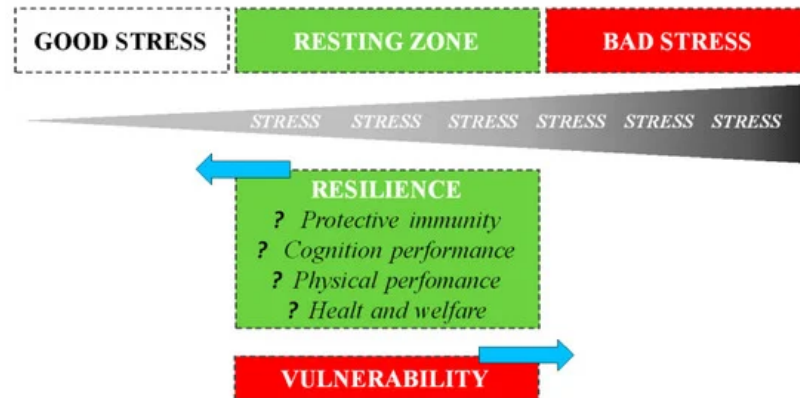 GOOD STRESS
RESTING ZONE
BAD STRESS
STRESS STRESS STRESS STRESS STRESS STRESS
RESILIENCE
? Protective immunity
? Cognition performance
? Physical perfomance
? Healt and welfare
VULNERABILITY